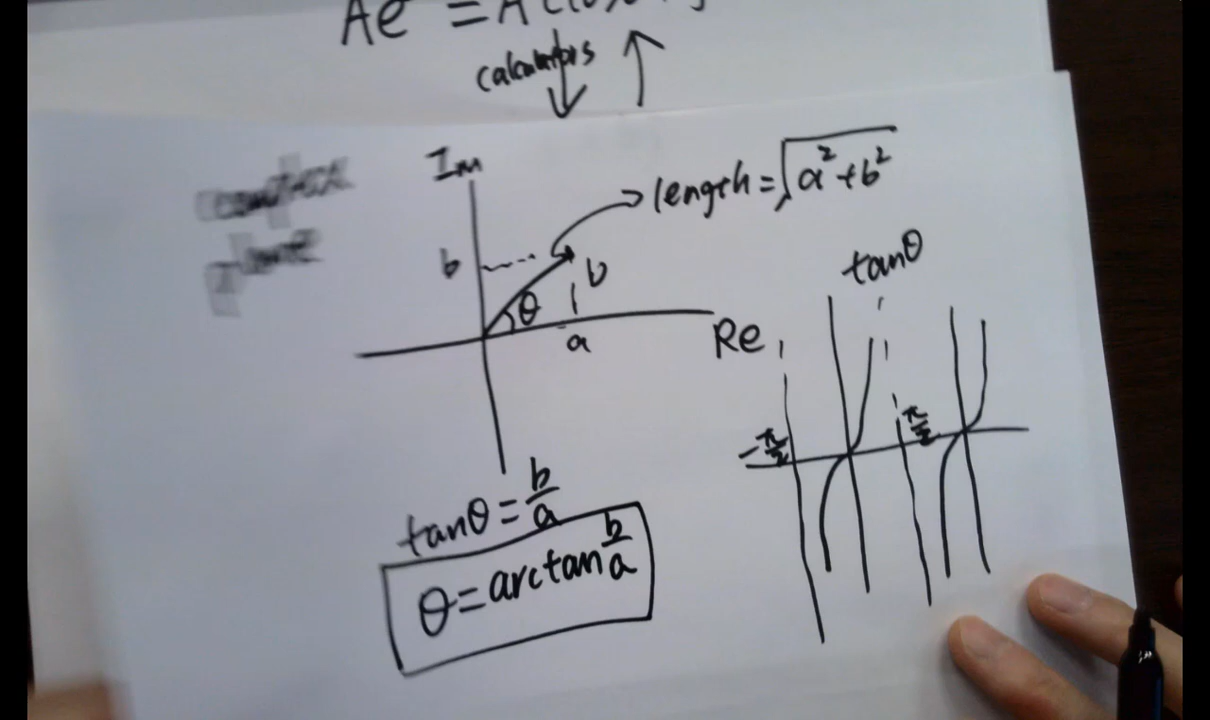 Ae = A
calculators
Im
length = √a²+b²
b
b
θ
a
Re
tanθ
-π/2
π/2
tanθ = b/a
θ = arctan b/a